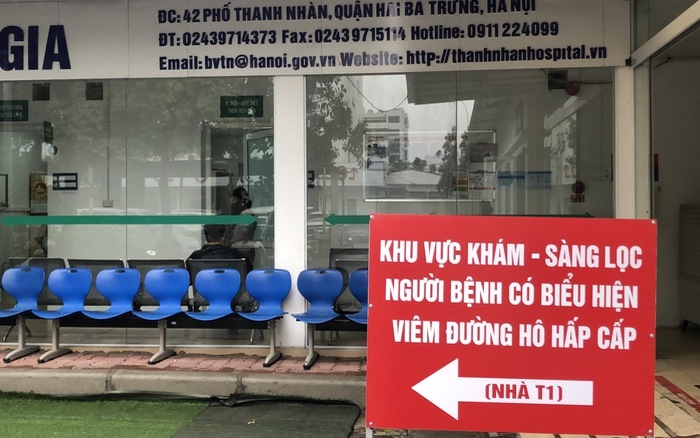 ĐC: 42 PHỐ THANH NHÀN, QUẬN HAI BÀ TRƯNG, HÀ NỘI
GIA
ĐT: 02439714373 Fax: 02439715114 Hotline: 0911 224099
Email: bvtn@hanoi.gov.vn Website: http://thanhnhanhospital.vn
KHU VỰC KHÁM - SÀNG LỌC
NGƯỜI BỆNH CÓ BIỂU HIỆN
VIÊM ĐƯỜNG HÔ HẤP CẤP
(NHÀ T1)